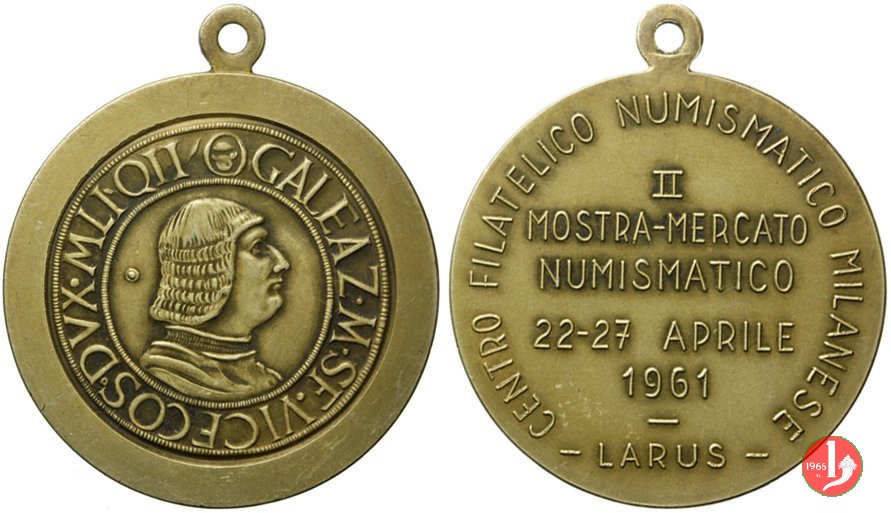 GALEAZ·M·SF·VICECOS·DVX·MLI·QIT
CENTRO FILATELICO NUMISMATICO MILANESE
II
MOSTRA-MERCATO
NUMISMATICO
22-27 APRILE
1961
—
- LARUS -
1965